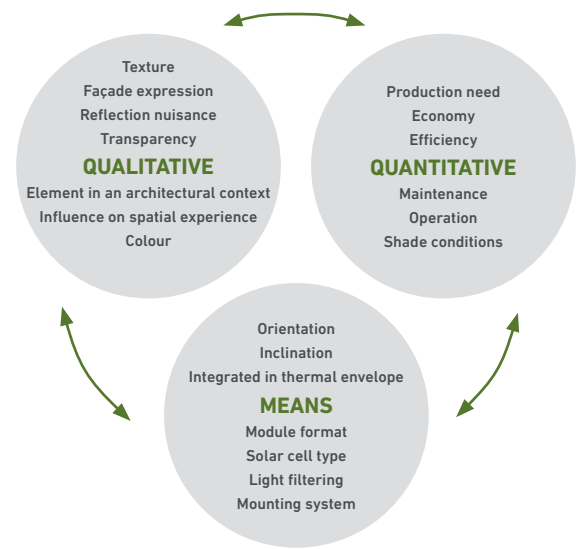 Texture
Façade expression
Reflection nuisance
Transparency
QUALITATIVE
Element in an architectural context
Influence on spatial experience
Colour
Production need
Economy
Efficiency
QUANTITATIVE
Maintenance
Operation
Shade conditions
Orientation
Inclination
Integrated in thermal envelope
MEANS
Module format
Solar cell type
Light filtering
Mounting system